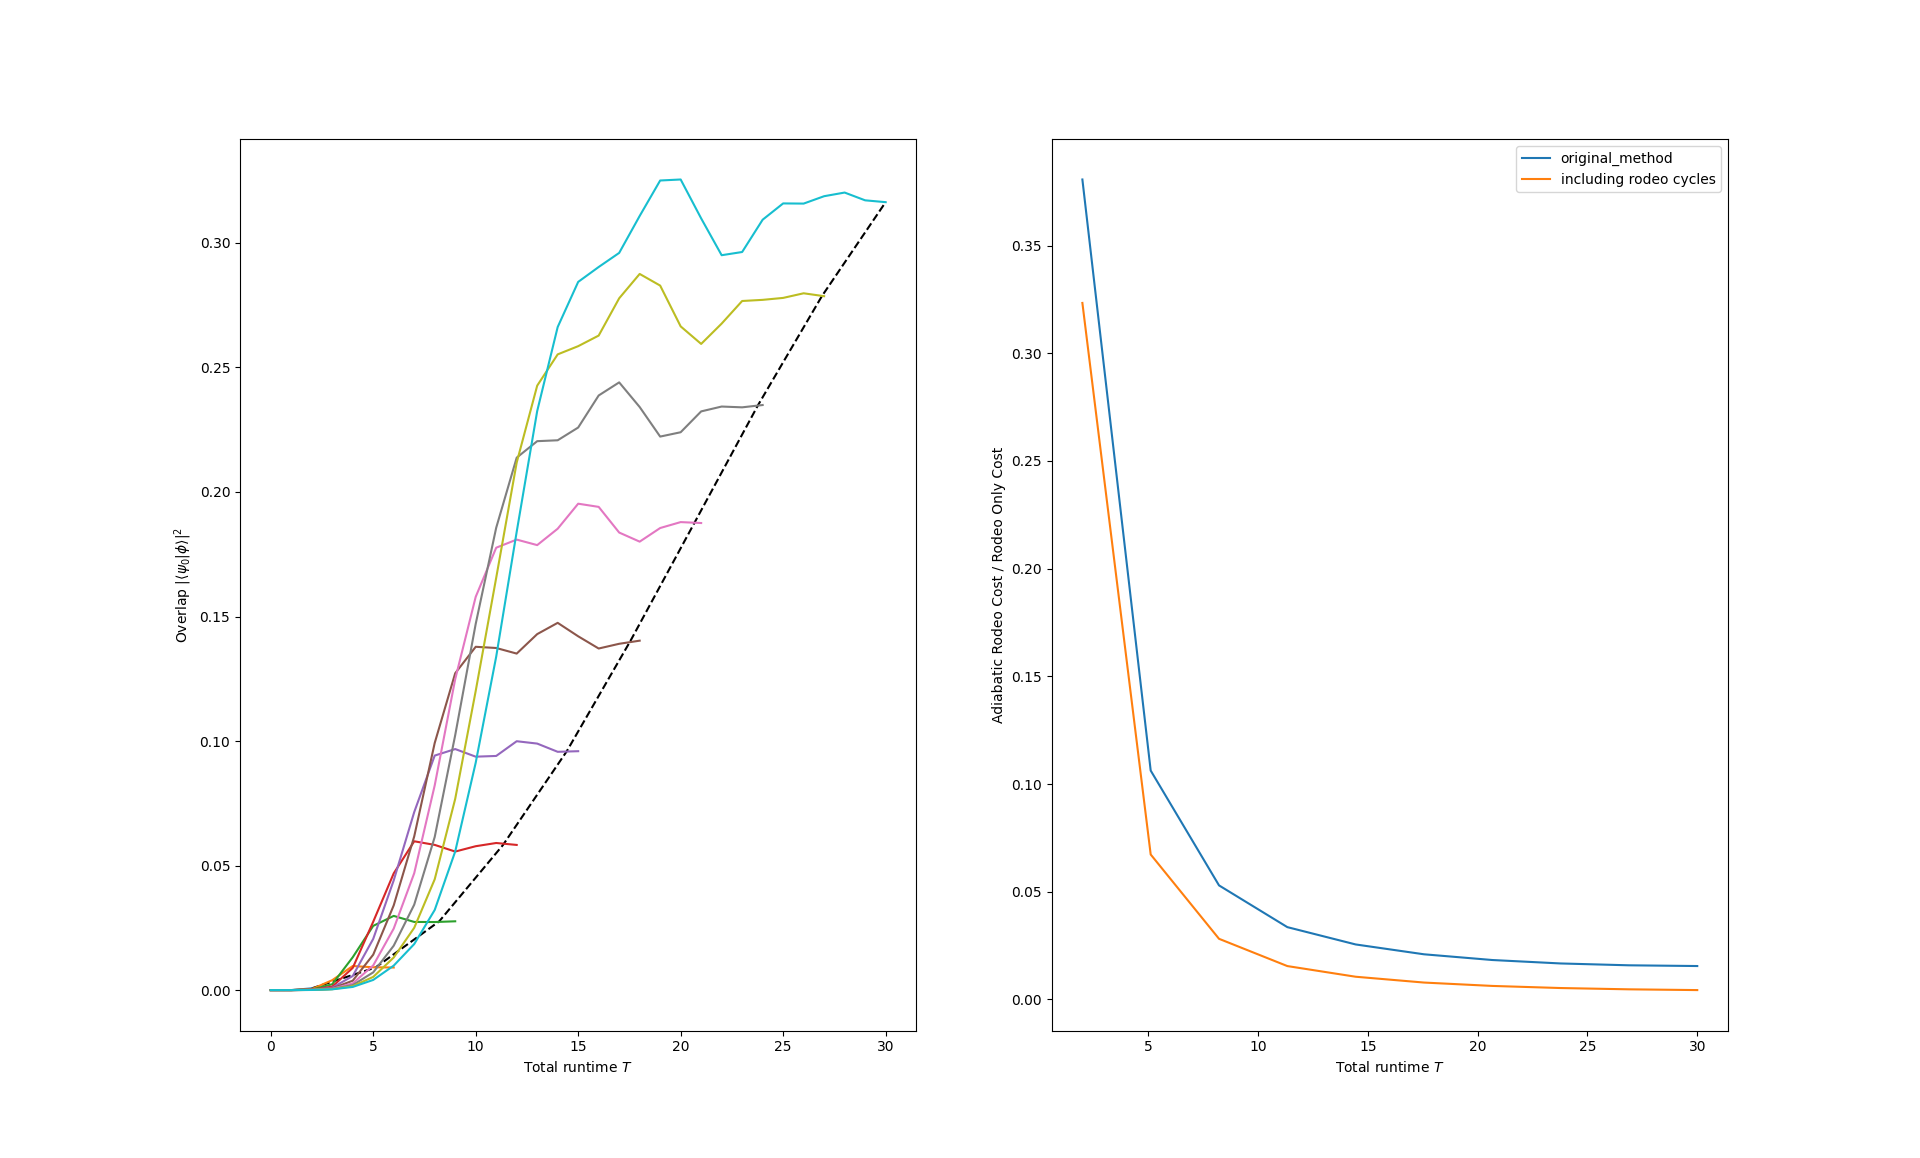 Overlap |⟨ψ₀|ϕ⟩|²
0.30
0.25
0.20
0.15
0.10
0.05
0.00
0 5 10 15 20 25 30
Total runtime T
original_method
including rodeo cycles
Adiabatic Rodeo Cost / Rodeo Only Cost
0.35
0.30
0.25
0.20
0.15
0.10
0.05
0.00
5 10 15 20 25 30
Total runtime T